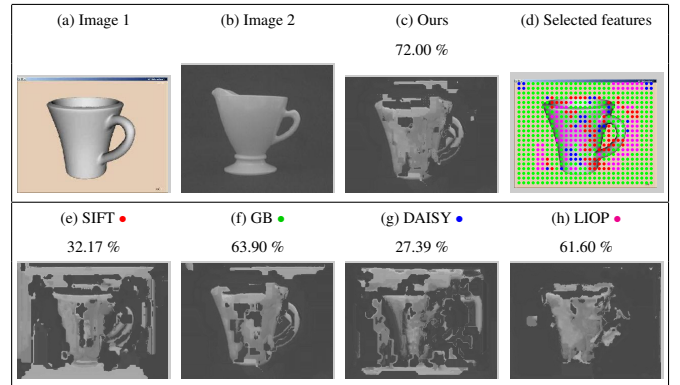 (a) Image 1 (b) Image 2 (c) Ours (d) Selected features
72.00 %
(e) SIFT (f) GB (g) DAISY (h) LIOP
32.17 % 63.90 % 27.39 % 61.60 %